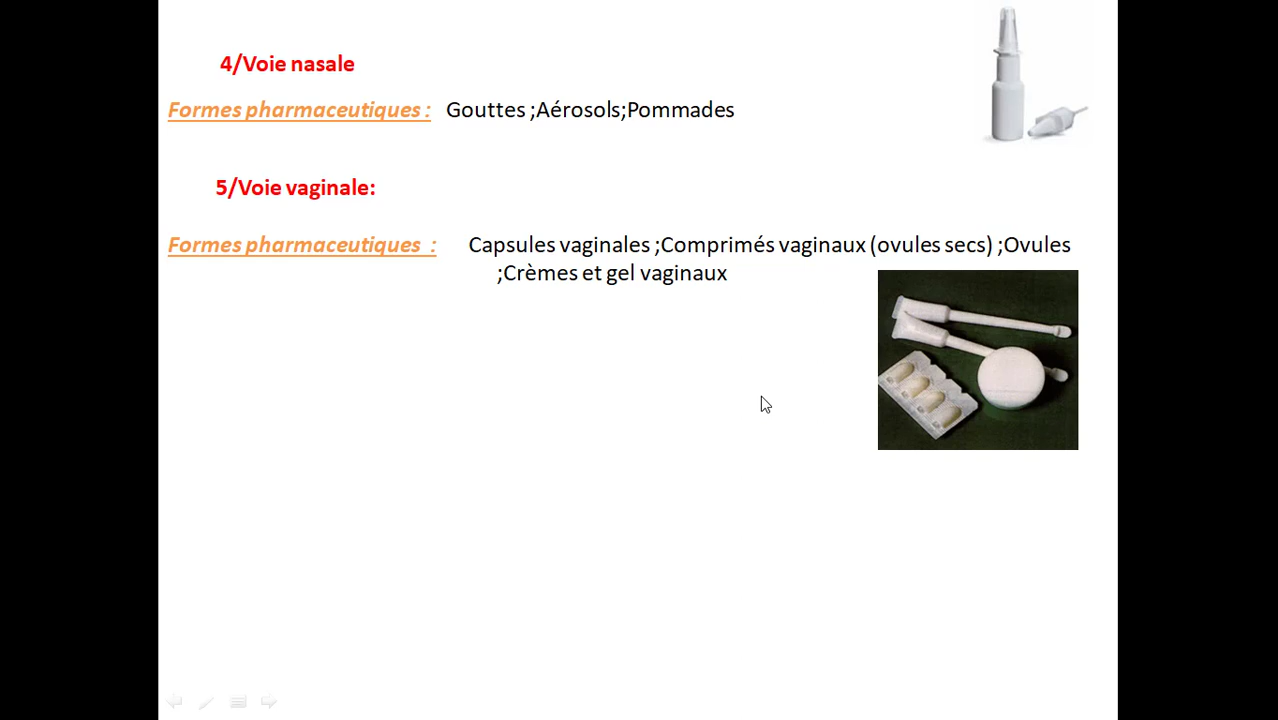 4/Voie nasale
Formes pharmaceutiques : Gouttes ;Aérosols;Pommades
5/Voie vaginale:
Formes pharmaceutiques : Capsules vaginales ;Comprimés vaginaux (ovules secs) ;Ovules
;Crèmes et gel vaginaux